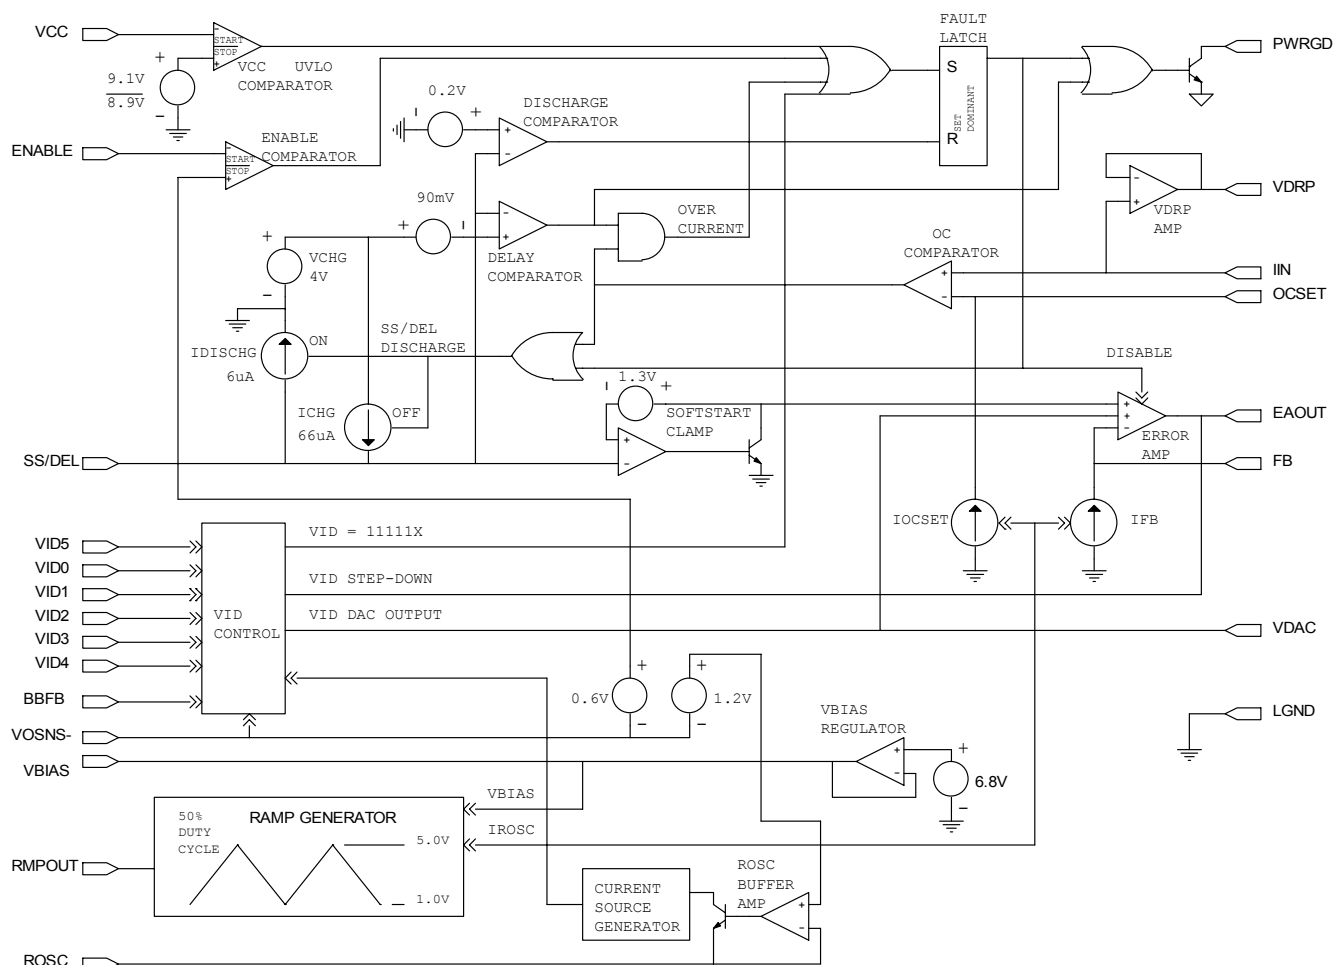 VCC
9.1V
8.9V
+
−
-
START
STOP
+
VCC UVLO
COMPARATOR
FAULT
LATCH
S
R
SET
DOMINANT
PWRGD
0.2V
DISCHARGE
COMPARATOR
ENABLE
ENABLE
COMPARATOR
-
START
STOP
+
90mV
OVER
CURRENT
DELAY
COMPARATOR
VDRP
VDRP
AMP
OC
COMPARATOR
IIN
OCSET
VCHG
4V
ON
IDISCHG
6uA
SS/DEL
DISCHARGE
ICHG
66uA
OFF
1.3V
SOFTSTART
CLAMP
DISABLE
ERROR
AMP
EAOUT
FB
SS/DEL
IOCSET
IFB
VID5
VID0
VID1
VID2
VID3
VID4
BBFB
VOSNS-
VBIAS
VID
CONTROL
VID = 11111X
VID STEP-DOWN
VID DAC OUTPUT
VDAC
0.6V
1.2V
VBIAS
REGULATOR
6.8V
LGND
VBIAS
IROSC
50%
DUTY
CYCLE
RAMP GENERATOR
5.0V
1.0V
RMPOUT
CURRENT
SOURCE
GENERATOR
ROSC
BUFFER
AMP
ROSC